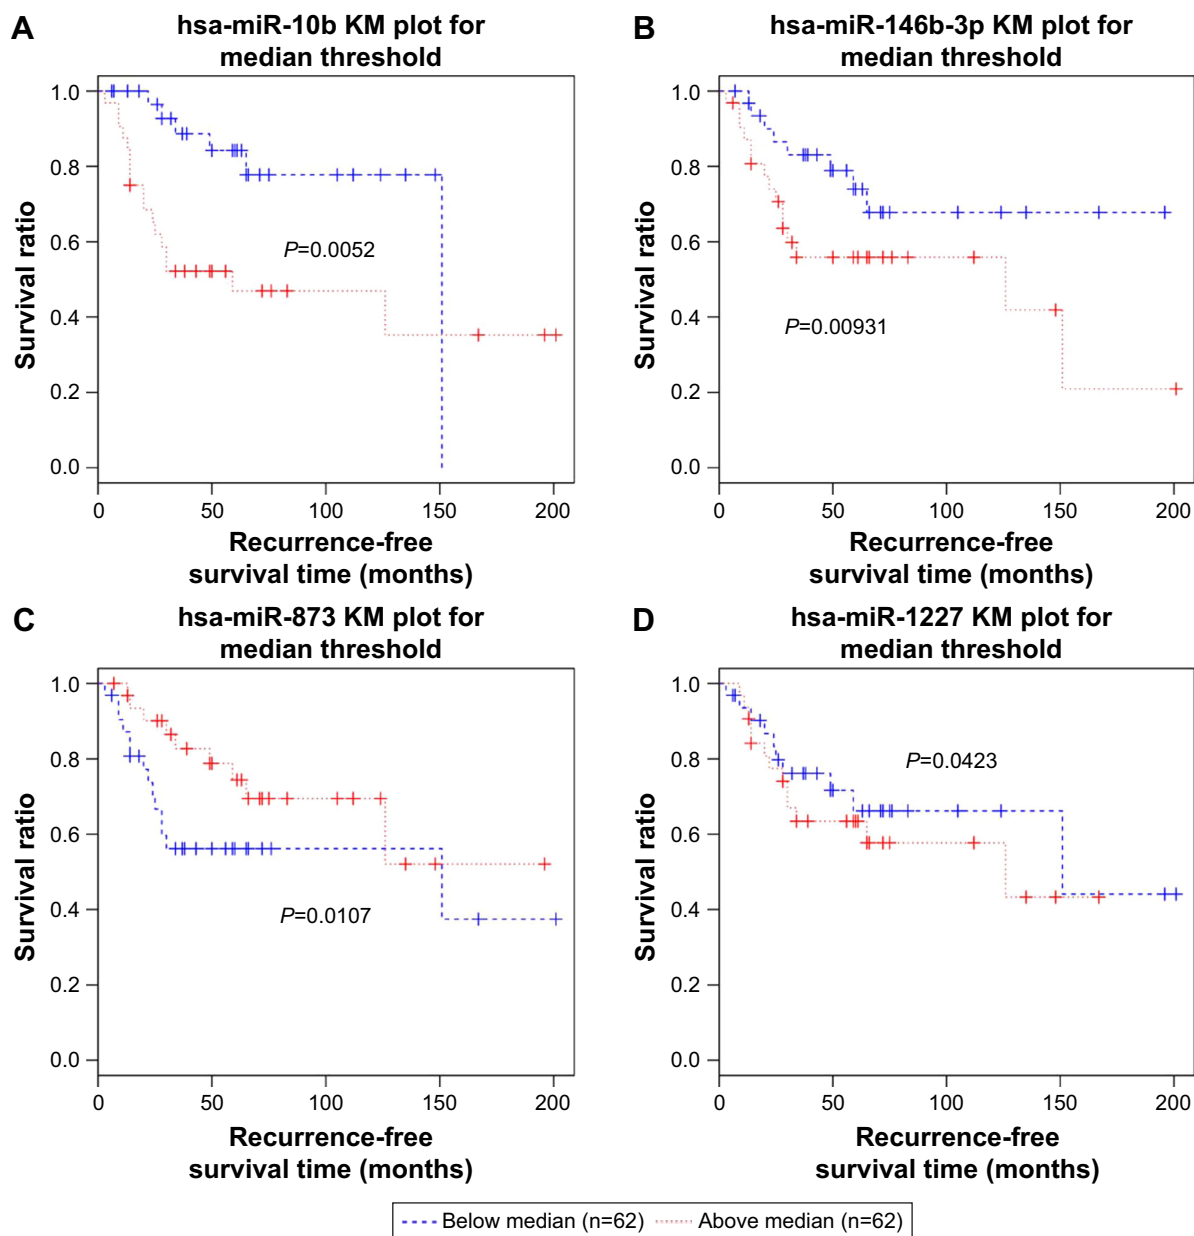 A
hsa-miR-10b KM plot for
median threshold
1.0
0.8
0.6
0.4
0.2
0.0
Survival ratio
P=0.0052
0 50 100 150 200
Recurrence-free
survival time (months)
B
hsa-miR-146b-3p KM plot for
median threshold
1.0
0.8
0.6
0.4
0.2
0.0
Survival ratio
P=0.00931
0 50 100 150 200
Recurrence-free
survival time (months)
C
hsa-miR-873 KM plot for
median threshold
1.0
0.8
0.6
0.4
0.2
0.0
Survival ratio
P=0.0107
0 50 100 150 200
Recurrence-free
survival time (months)
D
hsa-miR-1227 KM plot for
median threshold
1.0
0.8
0.6
0.4
0.2
0.0
Survival ratio
P=0.0423
0 50 100 150 200
Recurrence-free
survival time (months)
Below median (n=62) Above median (n=62)